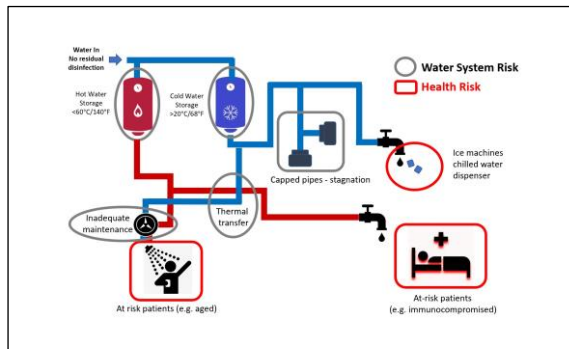 Water In
No residual
disinfection
Water System Risk
Health Risk
Hot Water
Storage
<60°C/140°F
Cold Water
Storage
>20°C/68°F
Ice machines
chilled water
dispenser
Capped pipes - stagnation
Inadequate
maintenance
Thermal
transfer
At risk patients (e.g. aged)
At-risk patients
(e.g. immunocompromised)